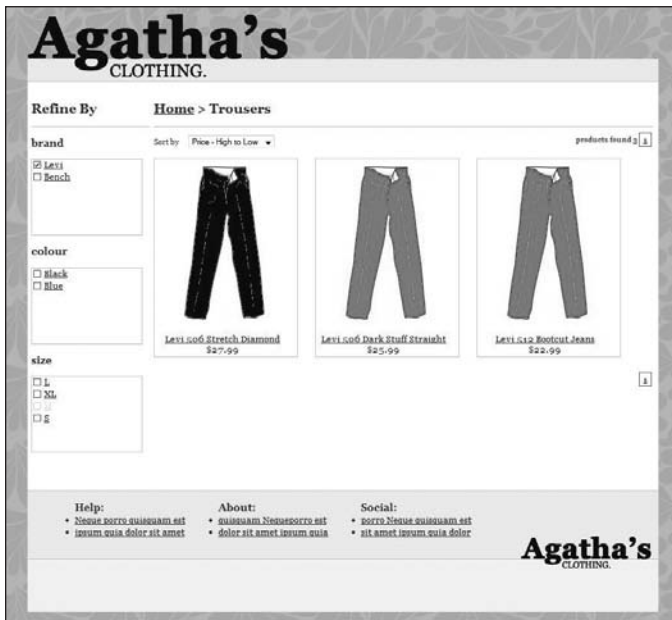 Agatha's
CLOTHING.
Refine By
Home > Trousers
brand
Sort by Price - High to Low
products found 3 1
Levi
Bench
colour
Black
Blue
size
L
XL
M
S
Levi 506 Stretch Diamond
$27.99
Levi 506 Dark Stuff Straight
$25.99
Levi 512 Bootcut Jeans
$22.99
1
Help:
Neque porro quisquam est
ipsum quia dolor sit amet
About:
quisquam Nequeporro est
dolor sit amet ipsum quia
Social:
porro Neque quisquam est
sit amet ipsum quia dolor
Agatha's
CLOTHING.